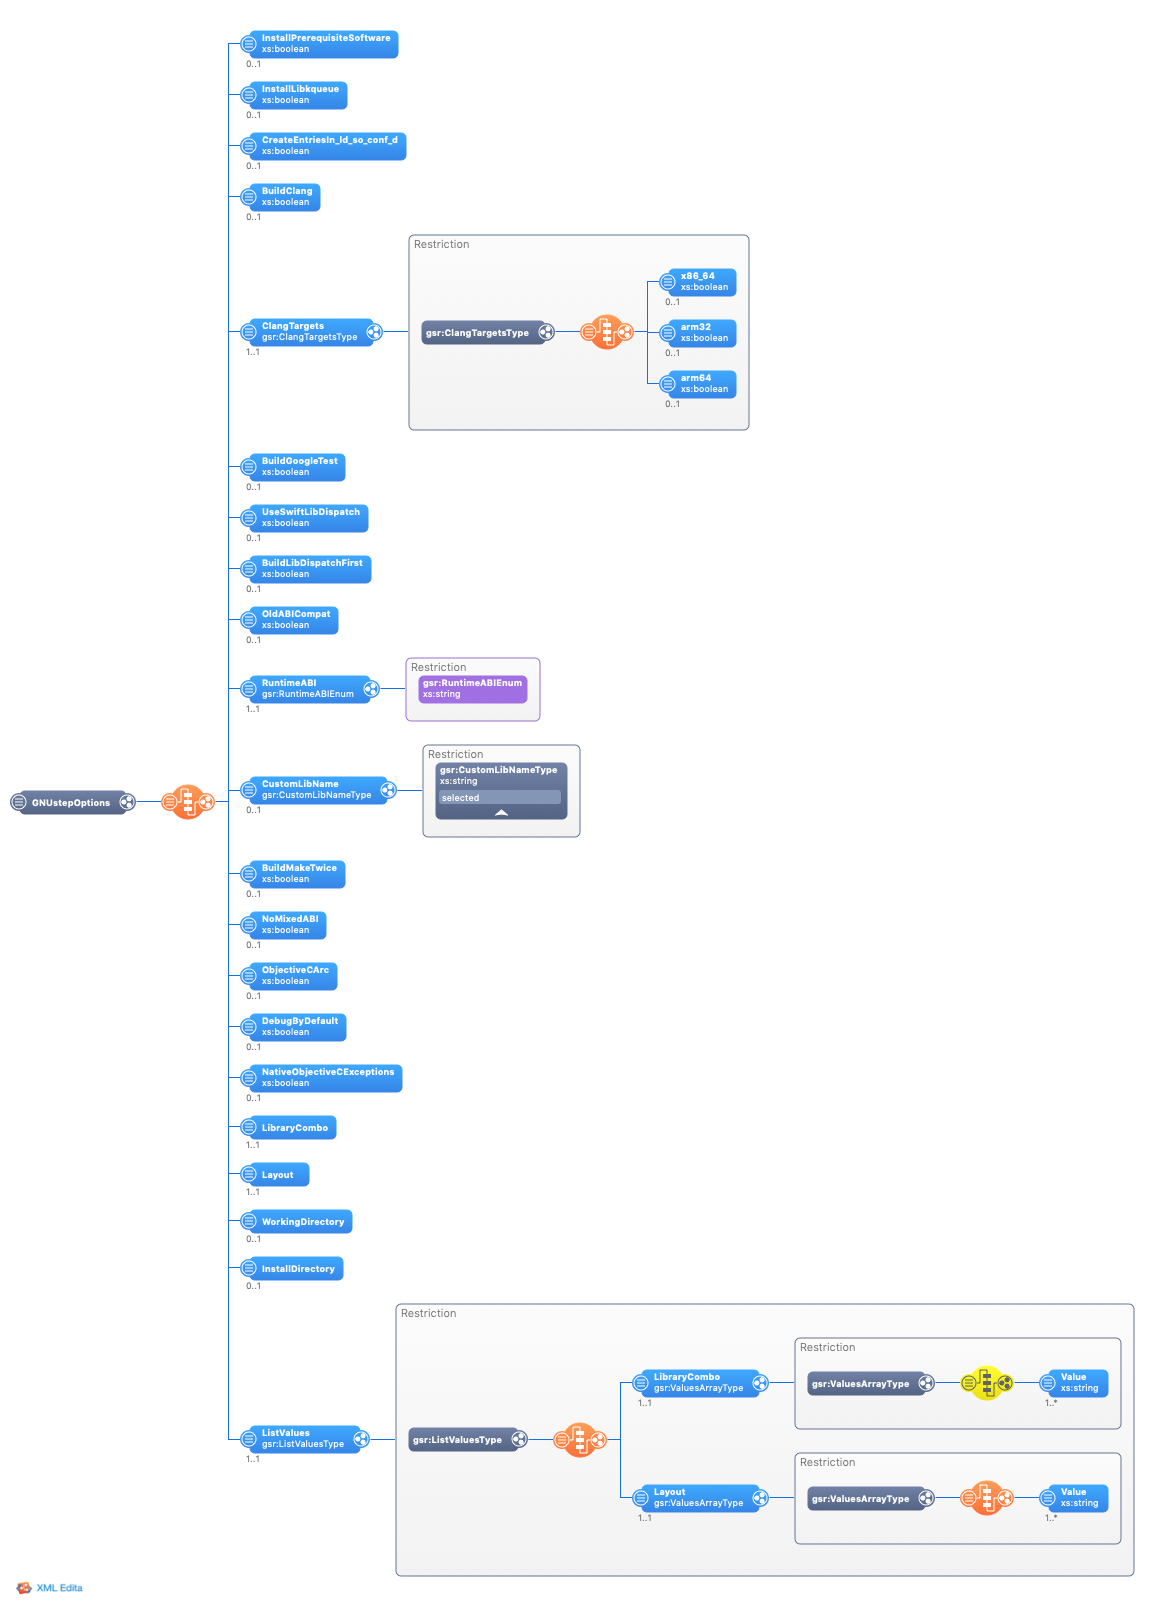 InstallPrerequisiteSoftware
xs:boolean
0..1
InstallLibkqueue
xs:boolean
0..1
CreateEntriesIn_ld_so_conf_d
xs:boolean
0..1
BuildClang
xs:boolean
0..1
Restriction
x86_64
xs:boolean
0..1
ClangTargets
gsr:ClangTargetsType
1..1
gsr:ClangTargetsType
arm32
xs:boolean
0..1
arm64
xs:boolean
0..1
BuildGoogleTest
xs:boolean
0..1
UseSwiftLibDispatch
xs:boolean
0..1
BuildLibDispatchFirst
xs:boolean
0..1
OldABICompat
xs:boolean
0..1
Restriction
RuntimeABI
gsr:RuntimeABIEnum
1..1
gsr:RuntimeABIEnum
xs:string
Restriction
gsr:CustomLibNameType
xs:string
selected
CustomLibName
gsr:CustomLibNameType
0..1
GNUstepOptions
BuildMakeTwice
xs:boolean
0..1
NoMixedABI
xs:boolean
0..1
ObjectiveCArc
xs:boolean
0..1
DebugByDefault
xs:boolean
0..1
NativeObjectiveCExceptions
xs:boolean
0..1
LibraryCombo
1..1
Layout
1..1
WorkingDirectory
0..1
InstallDirectory
0..1
Restriction
Restriction
LibraryCombo
gsr:ValuesArrayType
1..1
gsr:ValuesArrayType
Value
xs:string
1..*
ListValues
gsr:ListValuesType
1..1
gsr:ListValuesType
Restriction
Layout
gsr:ValuesArrayType
1..1
gsr:ValuesArrayType
Value
xs:string
1..*
XML Edita